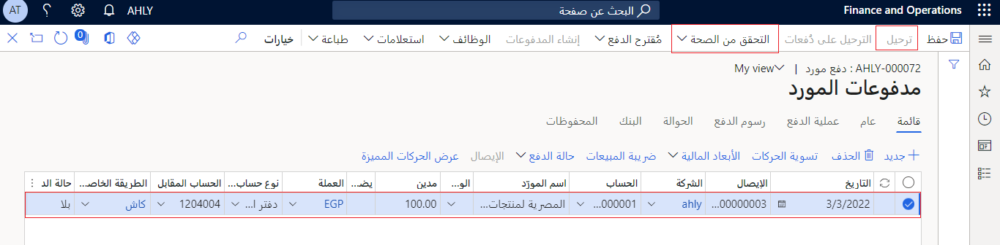 Finance and Operations البحث عن صفحة AHLY ? AT
حفظ ترحيل الترحيل على دُفعات التحقق من الصحة إنشاء المدفوعات مُقترح الدفع الوظائف استعلامات طباعة خيارات 0
AHLY-000072 : دفع مورد | My view
مدفوعات المورد
قائمة عام عملية الدفع رسوم الدفع الحوالة البنك المحفوظات
جديد الحذف تسوية الحركات الأبعاد المالية ضريبة المبيعات حالة الدفع الإيصال عرض الحركات المميزة
التاريخ الإيصال الشركة الحساب اسم المورّد الو... مدين يض... العملة نوع حساب... الحساب المقابل الطريقة الخاص... حالة الد
3/3/2022 00000003... ahly 000001... المصرية لمنتجات... 100.00 EGP دفتر ا... 1204004 كاش بلا